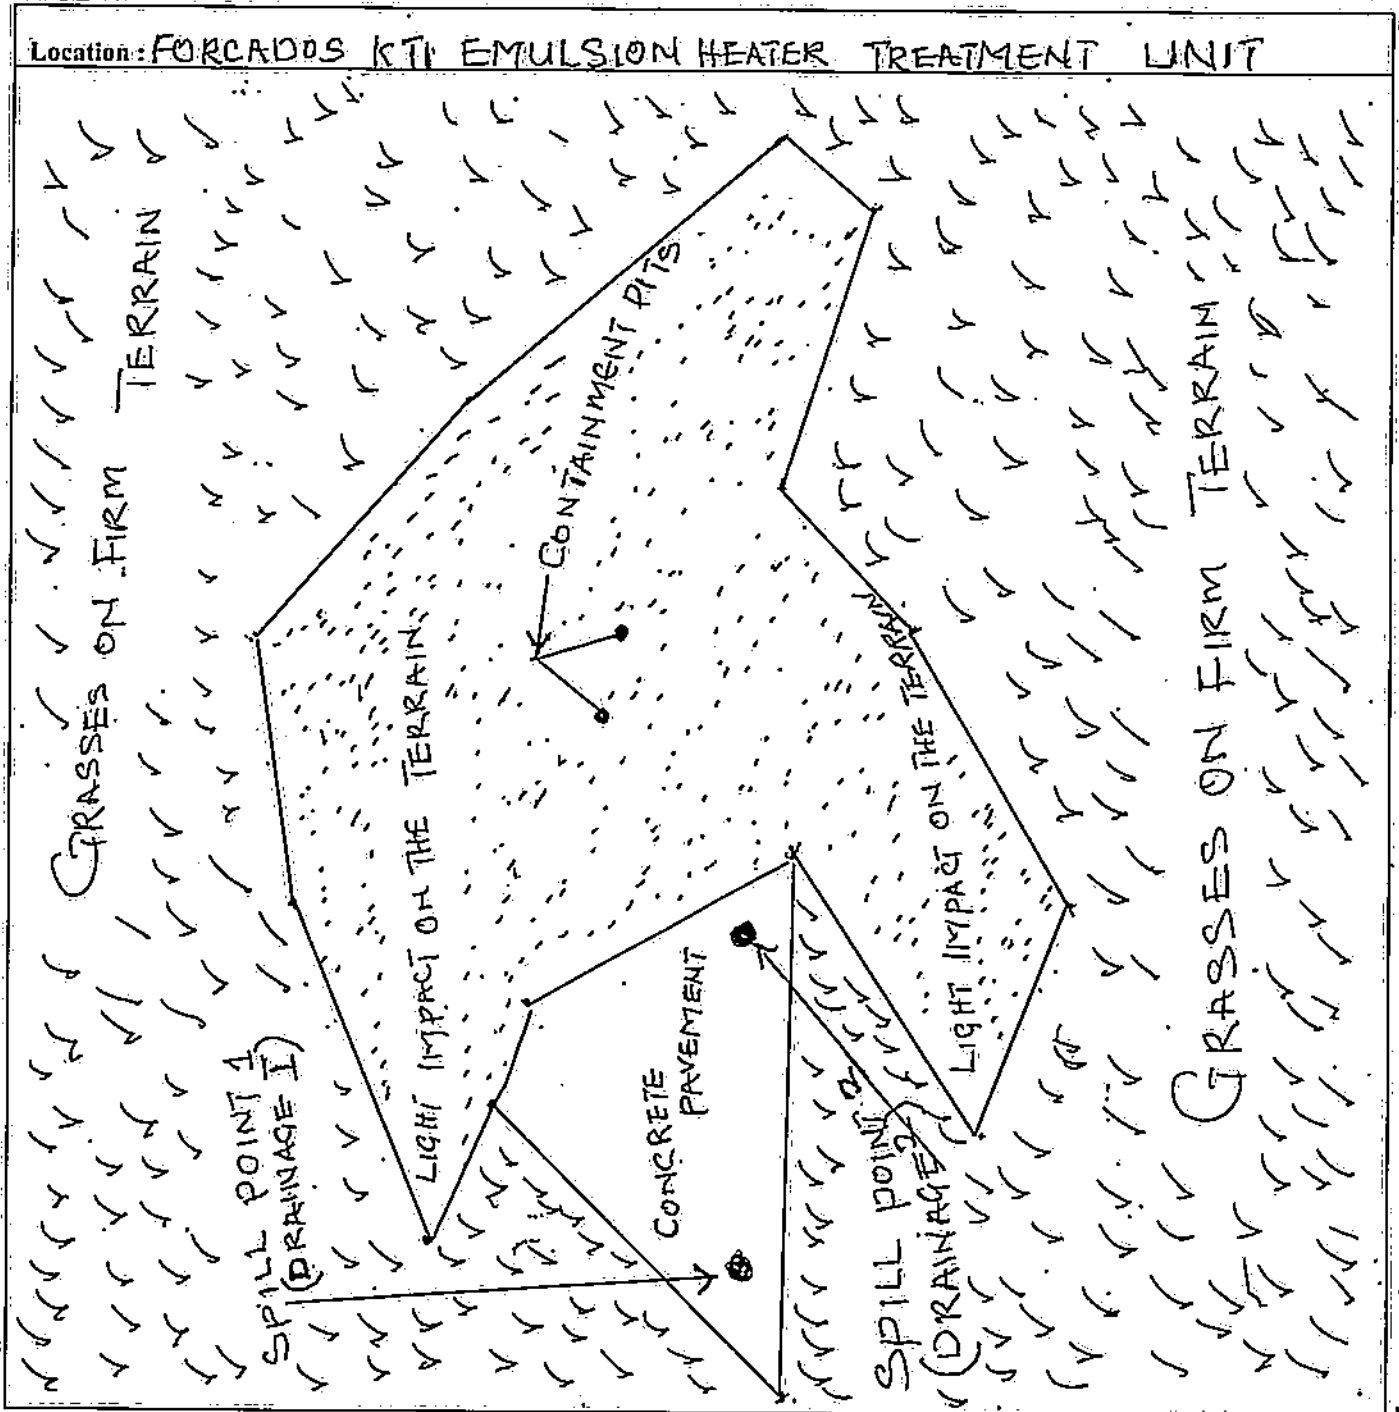 Location: FORCADOS KTI EMULSION HEATER TREATMENT UNIT
GRASSES ON FIRM TERRAIN
CONTAINMENT PITS
LIGHT IMPACT ON THE TERRAIN
LIGHT IMPACT ON THE TERRAIN
GRASSES ON FIRM TERRAIN
SPILL POINT 1
(DRAINAGE I)
CONCRETE
PAVEMENT
SPILL POINT 2
(DRAINAGE 2)